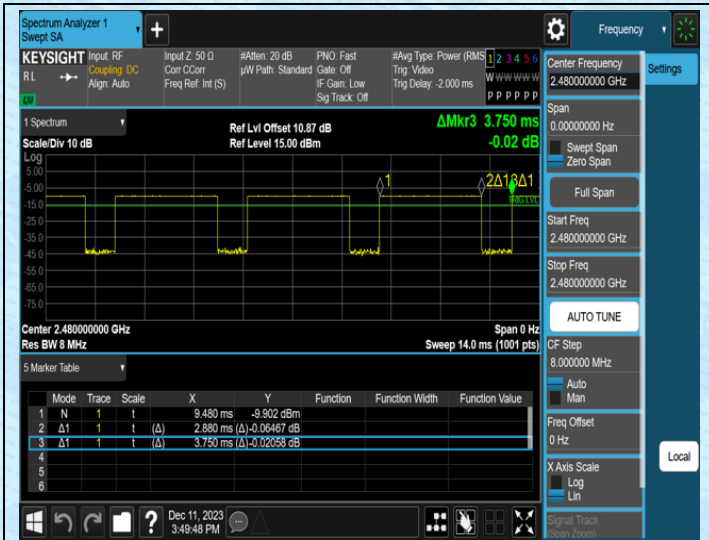 Spectrum Analyzer 1
Swept SA
+
Frequency
KEYSIGHT
RL
Input: RF
Coupling: DC
Align: Auto
Input Z: 50 Ω
Corr CCorr
Freq Ref: Int (S)
#Atten: 20 dB
µW Path: Standard
PNO: Fast
Gate: Off
IF Gain: Low
Sig Track: Off
#Avg Type: Power (RMS
Trig: Video
Trig Delay: -2.000 ms
1 2 3 4 5 6
W W W W W W
P P P P P P
LXI
1 Spectrum
Scale/Div 10 dB
Ref Lvl Offset 10.87 dB
Ref Level 15.00 dBm
ΔMkr3 3.750 ms
-0.02 dB
Log
5.00
-5.00
-15.0
-25.0
-35.0
-45.0
-55.0
-65.0
-75.0
1
2Δ1
3Δ1
TRIG LVL
Center 2.480000000 GHz
Res BW 8 MHz
Span 0 Hz
Sweep 14.0 ms (1001 pts)
5 Marker Table
Mode Trace Scale X Y Function Function Width Function Value
1 N 1 t 9.480 ms -9.902 dBm
2 Δ1 1 t (Δ) 2.880 ms (Δ) -0.06467 dB
3 Δ1 1 t (Δ) 3.750 ms (Δ) -0.02058 dB
4
5
6
?
Dec 11, 2023
3:49:48 PM
Center Frequency
2.480000000 GHz
Span
0.00000000 Hz
Swept Span
Zero Span
Full Span
Start Freq
2.480000000 GHz
Stop Freq
2.480000000 GHz
AUTO TUNE
CF Step
8.000000 MHz
Auto
Man
Freq Offset
0 Hz
X Axis Scale
Log
Lin
Signal Track
(Span Zoom)
Settings
Local